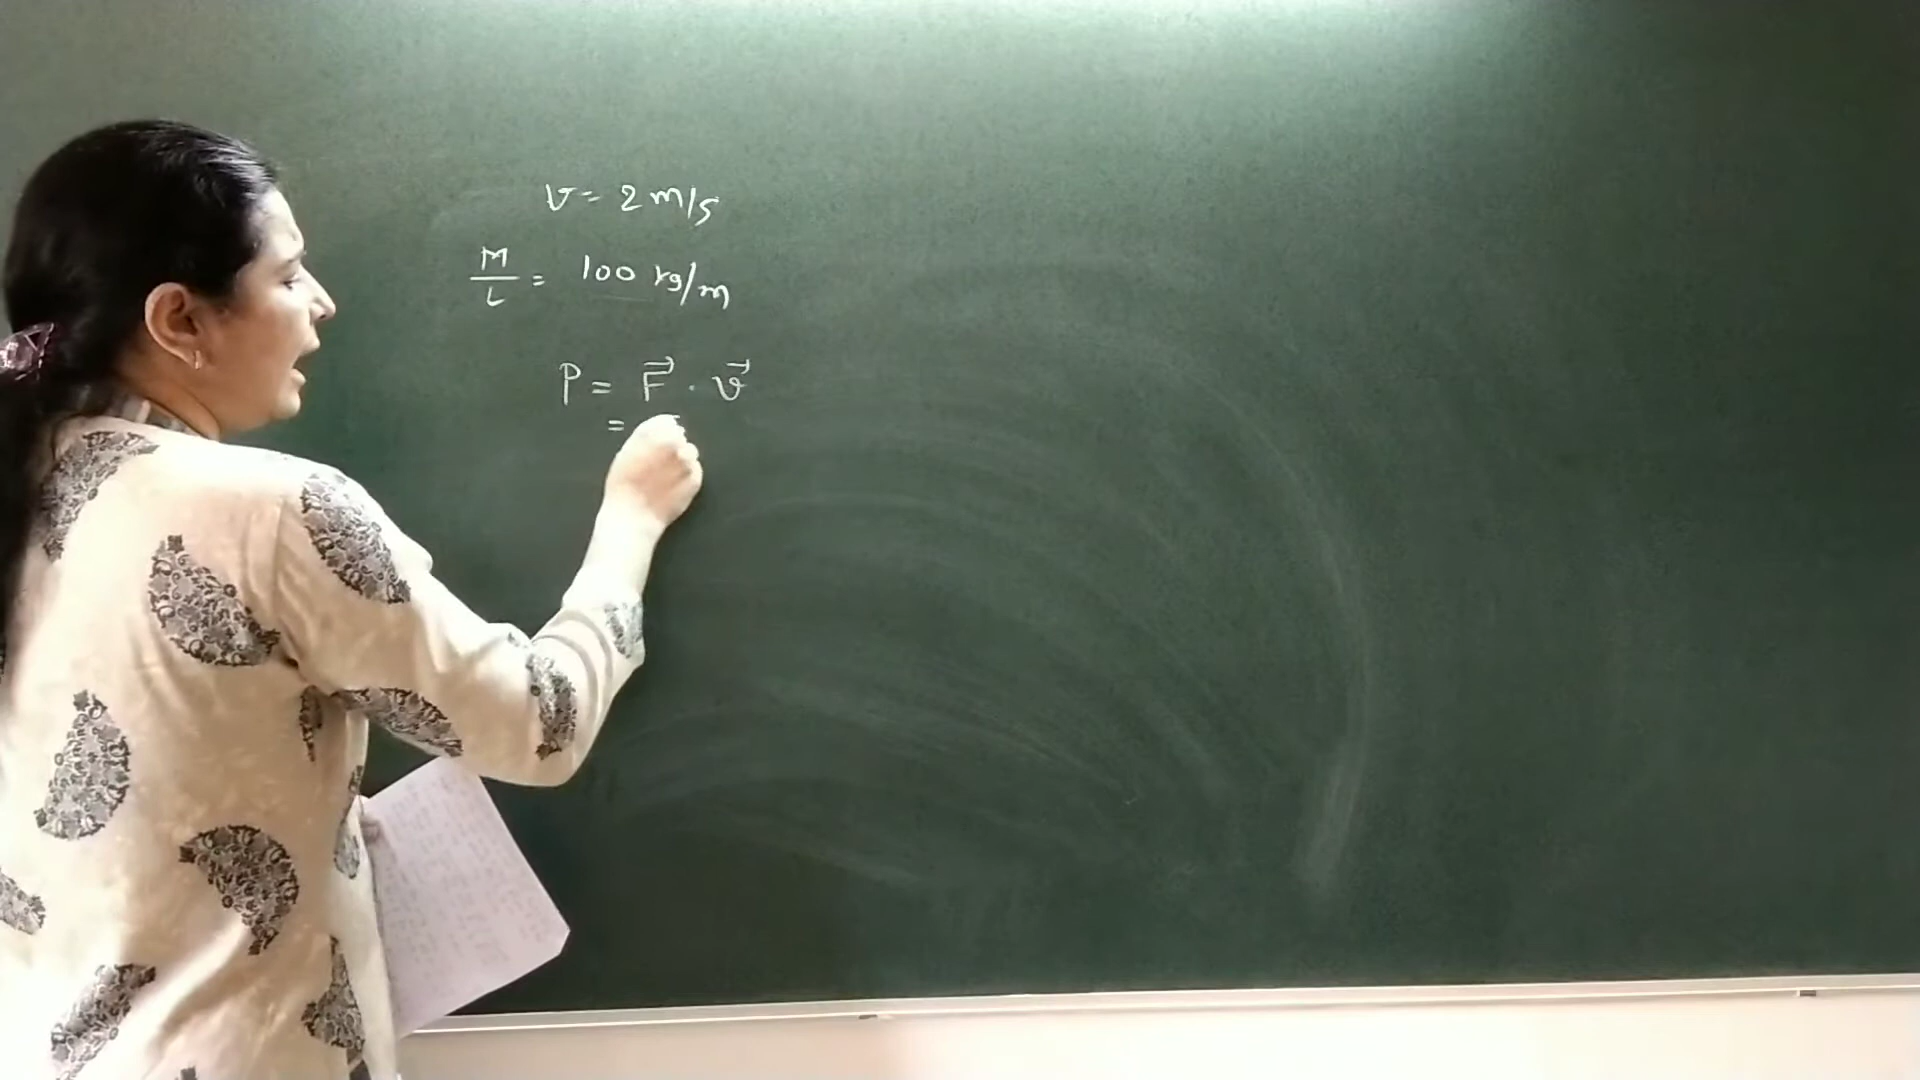 v = 2 m/s
M/L = 100 kg/m
P = F⃗ · v⃗
=